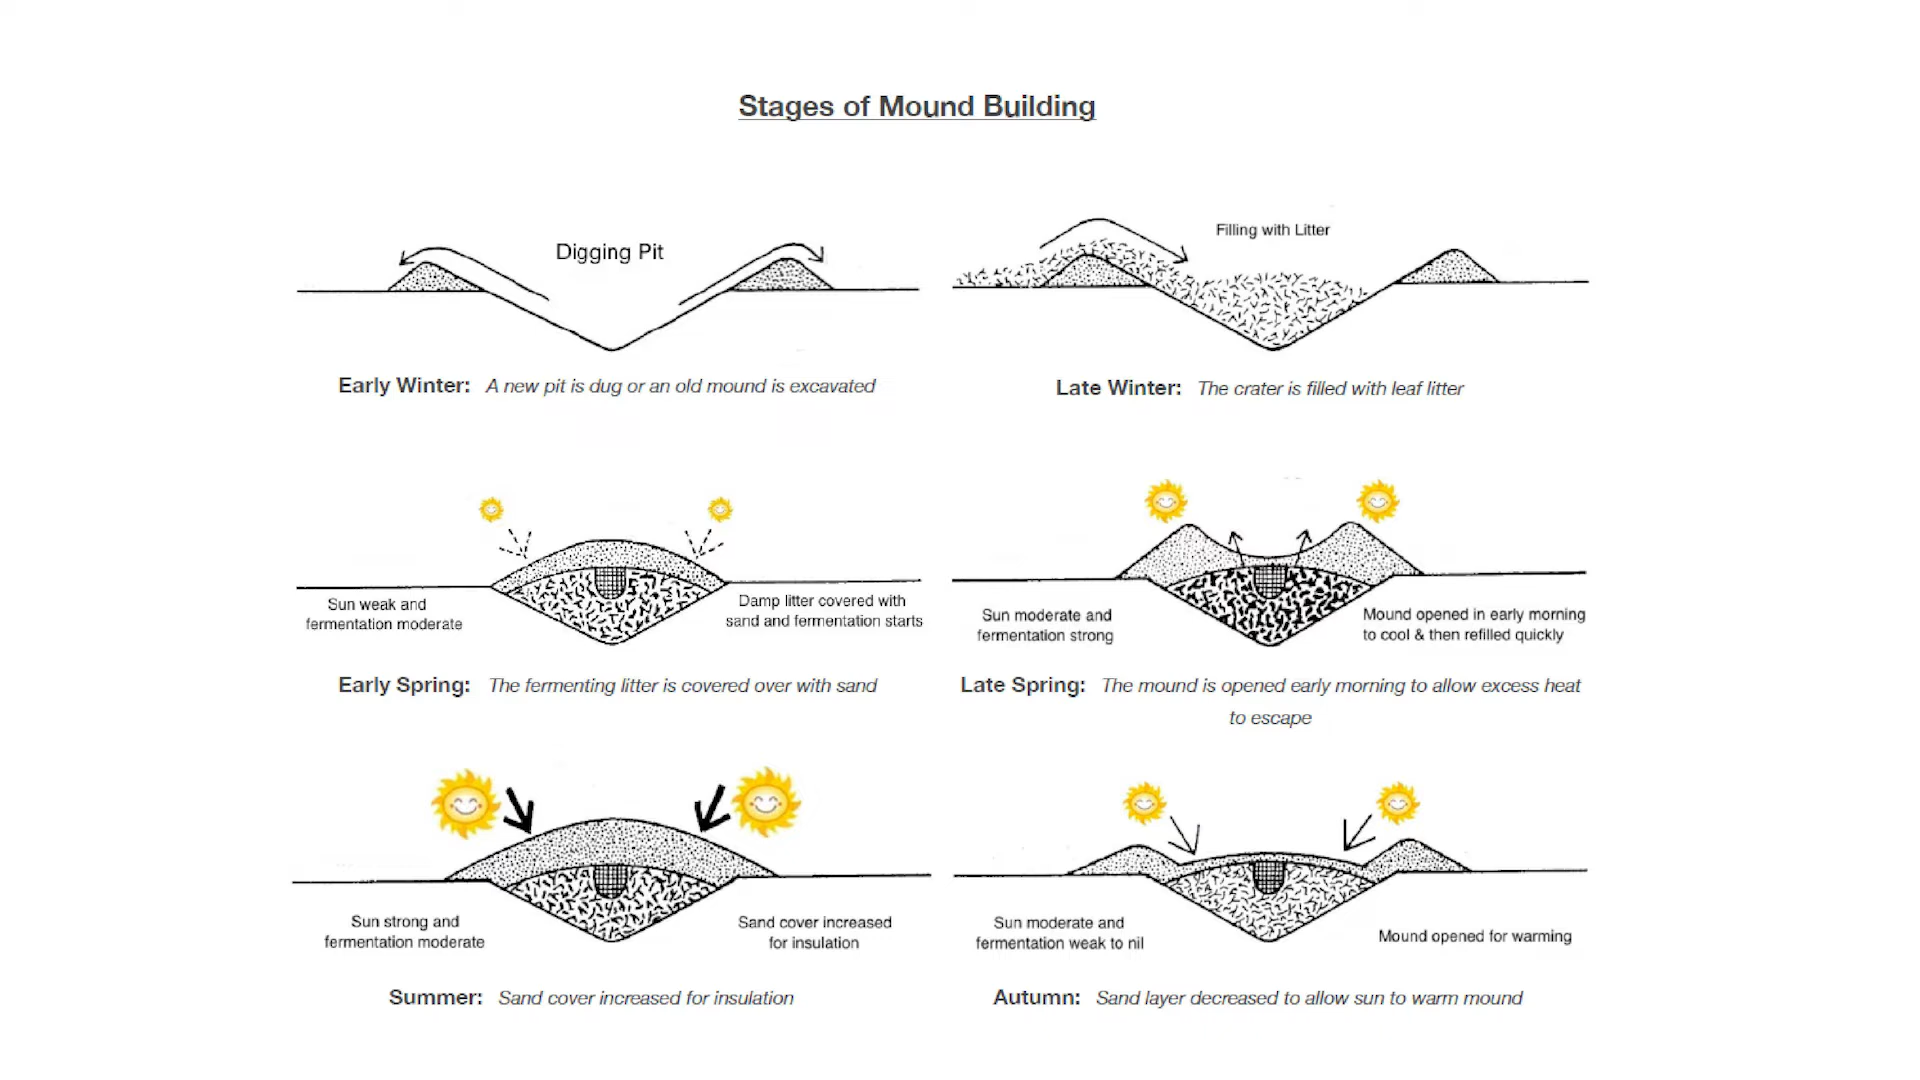 Stages of Mound Building
Digging Pit
Early Winter: A new pit is dug or an old mound is excavated
Filling with Litter
Late Winter: The crater is filled with leaf litter
Sun weak and
fermentation moderate
Damp litter covered with
sand and fermentation starts
Early Spring: The fermenting litter is covered over with sand
Sun moderate and
fermentation strong
Mound opened in early morning
to cool & then refilled quickly
Late Spring: The mound is opened early morning to allow excess heat
to escape
Sun strong and
fermentation moderate
Sand cover increased
for insulation
Summer: Sand cover increased for insulation
Sun moderate and
fermentation weak to nil
Mound opened for warming
Autumn: Sand layer decreased to allow sun to warm mound